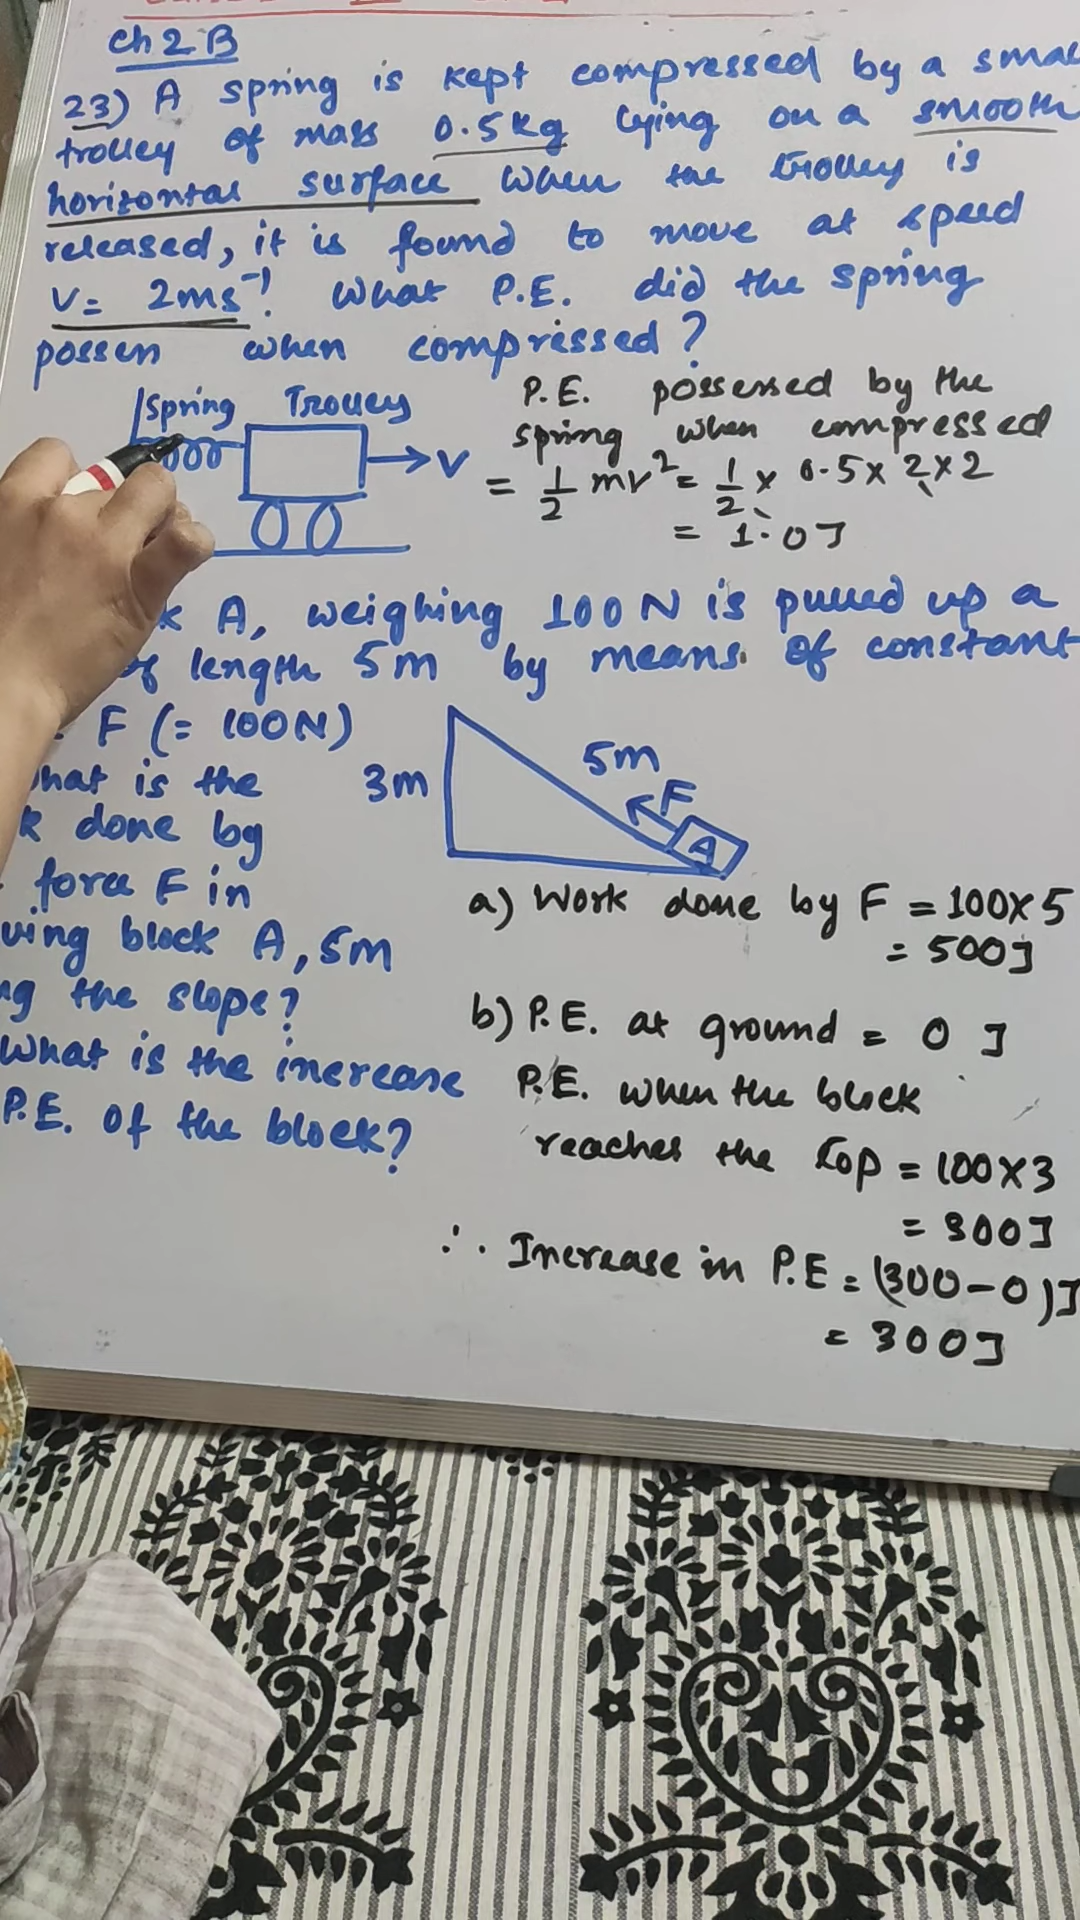 Ch 2 B
23) A spring is kept compressed by a
trolley of mass 0.5kg lying on a smooth
horizontal surface when the trolley is
released, it is found to move at speed
V = 2ms⁻¹. What P.E. did the spring
possess when compressed?
Spring Trolley
V
P.E. possessed by the
spring when compressed
= 1/2 mv² = 1/2 x 0.5 x 2 x 2
= 1.0J
A, weighing 100N is pulled up a
of length 5m by means of constant
F (= 100N)
is the
done by
force F in
block A, 5m
the slope?
What is the increase
P.E. of the block?
3m
5m
F
A
a) Work done by F = 100x5
= 500J
b) P.E. at ground = 0 J
P.E. when the block
reaches the top = 100x3
= 300J
∴ Increase in P.E = (300-0)J
= 300J